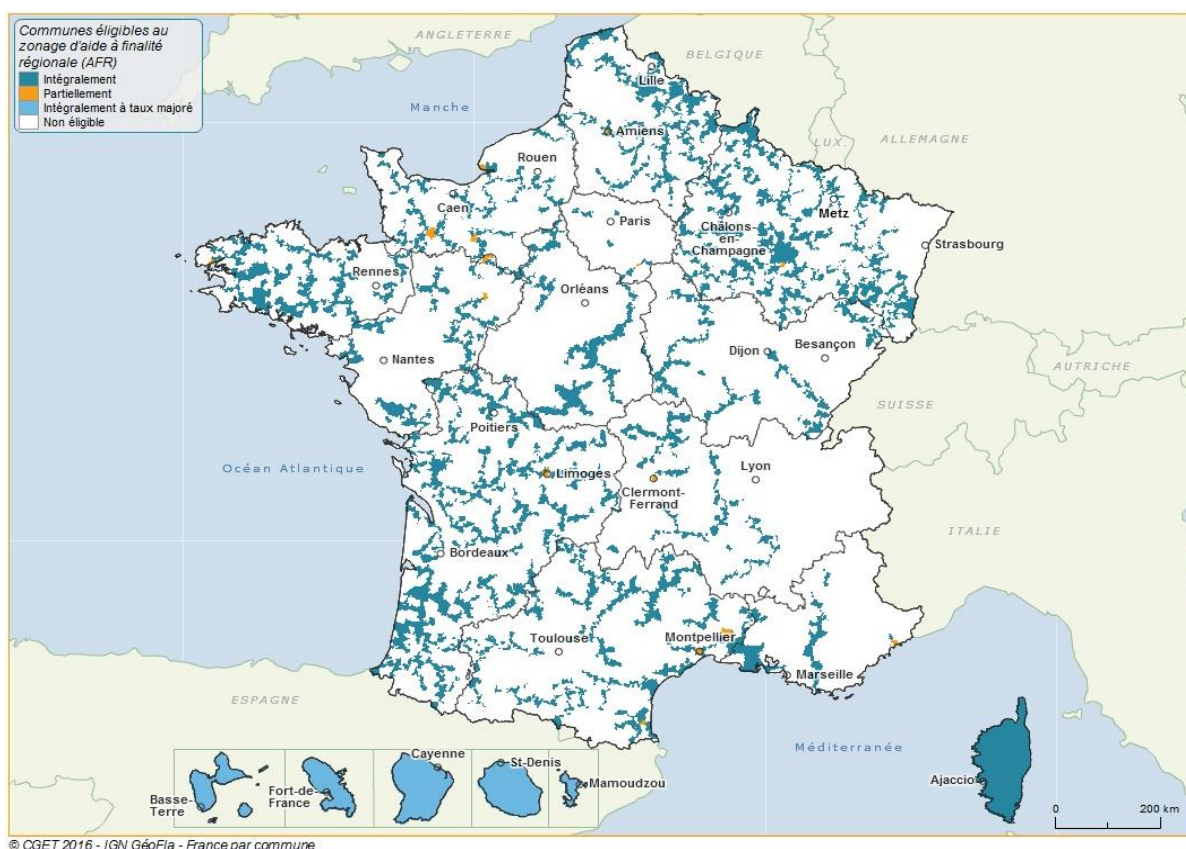 Communes éligibles au
zonage d'aide à finalité
régionale (AFR)
Intégralement
Partiellement
Intégralement à taux majoré
Non éligible
ANGLETERRE
BELGIQUE
Lille
Manche
Amiens
ALLEMAGNE
LUX.
Rouen
Caen
Metz
Paris
Châlons-
en-
Champagne
Strasbourg
Rennes
Orléans
Nantes
Dijon
Besançon
AUTRICHE
SUISSE
Poitiers
Océan Atlantique
Limoges
Lyon
Clermont-
Ferrand
ITALIE
Bordeaux
Toulouse
Montpellier
Marseille
ESPAGNE
Méditerranée
Cayenne
St-Denis
Mamoudzou
Basse-
Terre
Fort-de-
France
Ajaccio
0 200 km
© CGET 2016 - IGN GéoFla - France par commune